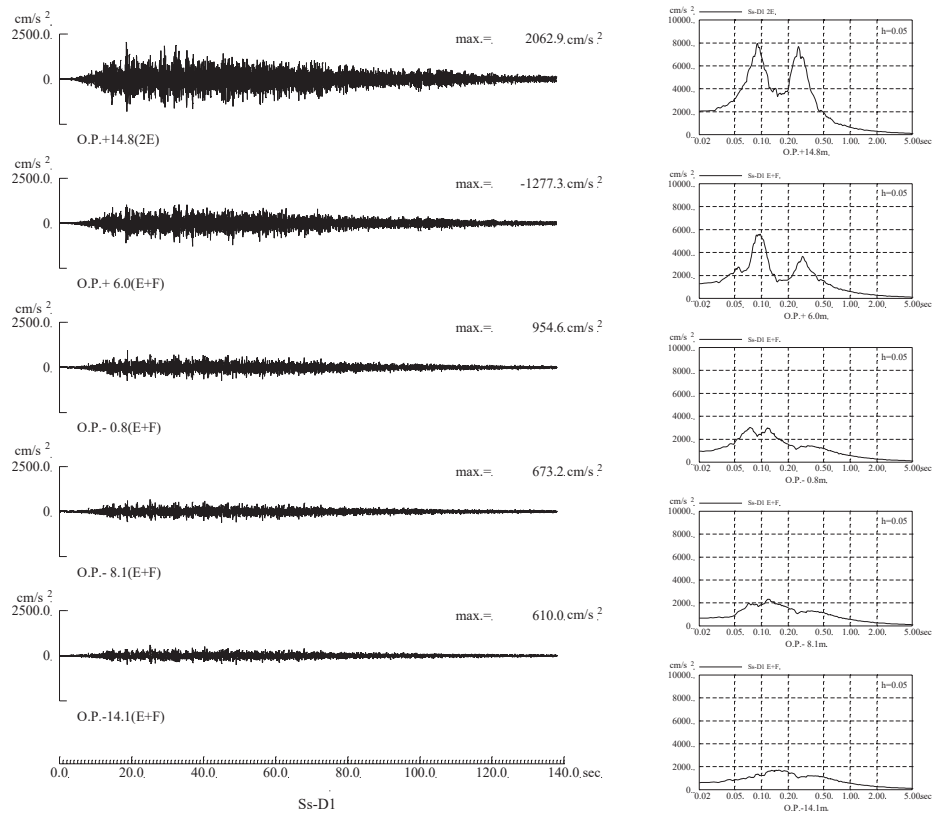 cm/s 2.
2500.0.
max.=. 2062.9.cm/s.2
0.
O.P.+14.8(2E)
cm/s 2.
2500.0.
max.=. -1277.3.cm/s.2
0.
O.P.+ 6.0(E+F)
cm/s 2.
2500.0.
max.=. 954.6.cm/s.2
0.
O.P.- 0.8(E+F)
cm/s 2.
2500.0.
max.=. 673.2.cm/s 2
0.
O.P.- 8.1(E+F)
cm/s 2.
2500.0.
max.=. 610.0.cm/s 2
0.
O.P.-14.1(E+F)
0.0. 20.0. 40.0. 60.0. 80.0. 100.0. 120.0. 140.0.sec.
Ss-D1
cm/s 2. Ss-D1 2E.
10000..
h=0.05
8000..
6000..
4000..
2000..
0..
0.02 0.05. 0.10. 0.20. 0.50. 1.00. 2.00. 5.00.sec
O.P.+14.8m.
cm/s 2. Ss-D1 E+F.
10000..
h=0.05
8000..
6000..
4000..
2000..
0..
0.02 0.05. 0.10. 0.20. 0.50. 1.00. 2.00. 5.00.sec
O.P.+ 6.0m.
cm/s 2. Ss-D1 E+F.
10000..
h=0.05
8000..
6000..
4000..
2000..
0..
0.02 0.05. 0.10. 0.20. 0.50. 1.00. 2.00. 5.00.sec
O.P.- 0.8m.
cm/s 2. Ss-D1 E+F.
10000..
h=0.05
8000..
6000..
4000..
2000..
0..
0.02 0.05. 0.10. 0.20. 0.50. 1.00. 2.00. 5.00.sec
O.P.- 8.1m.
cm/s 2. Ss-D1 E+F.
10000..
h=0.05
8000..
6000..
4000..
2000..
0..
0.02 0.05. 0.10. 0.20. 0.50. 1.00. 2.00. 5.00.sec
O.P.-14.1m.